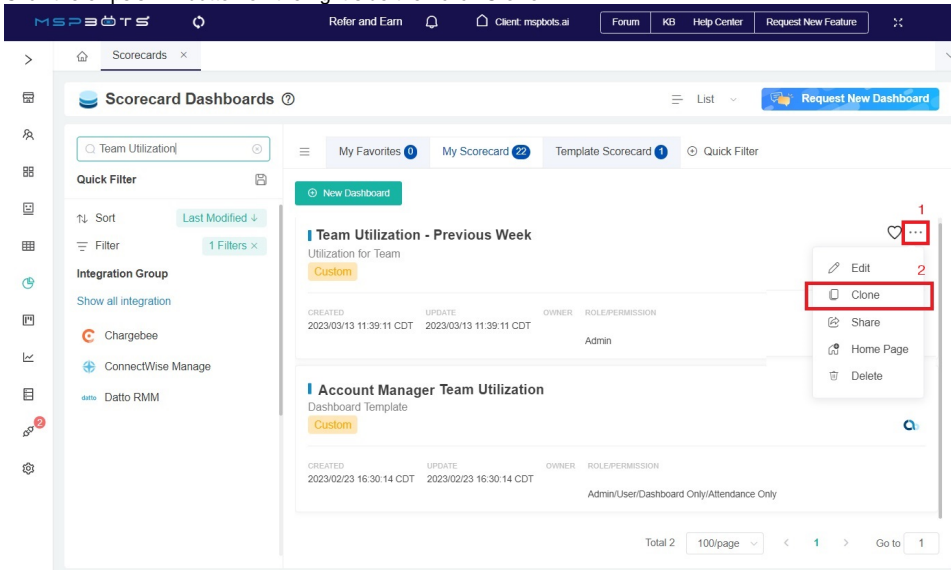 MSPBOTS
Refer and Earn
Client: mspbots.ai
Forum
KB
Help Center
Request New Feature
Scorecards ×
Scorecard Dashboards
List
Request New Dashboard
Team Utilization
Quick Filter
Sort
Last Modified ↓
Filter
1 Filters ×
Integration Group
Show all integration
Chargebee
ConnectWise Manage
datto Datto RMM
2
My Favorites 0
My Scorecard 22
Template Scorecard 1
Quick Filter
New Dashboard
1
Team Utilization - Previous Week
...
Utilization for Team
Custom
CREATED UPDATE OWNER ROLE/PERMISSION
2023/03/13 11:39:11 CDT 2023/03/13 11:39:11 CDT
Admin
Edit
2
Clone
Share
Home Page
Delete
Account Manager Team Utilization
Dashboard Template
Custom
CREATED UPDATE OWNER ROLE/PERMISSION
2023/02/23 16:30:14 CDT 2023/02/23 16:30:14 CDT
Admin/User/Dashboard Only/Attendance Only
Total 2
100/page
< 1 >
Go to 1